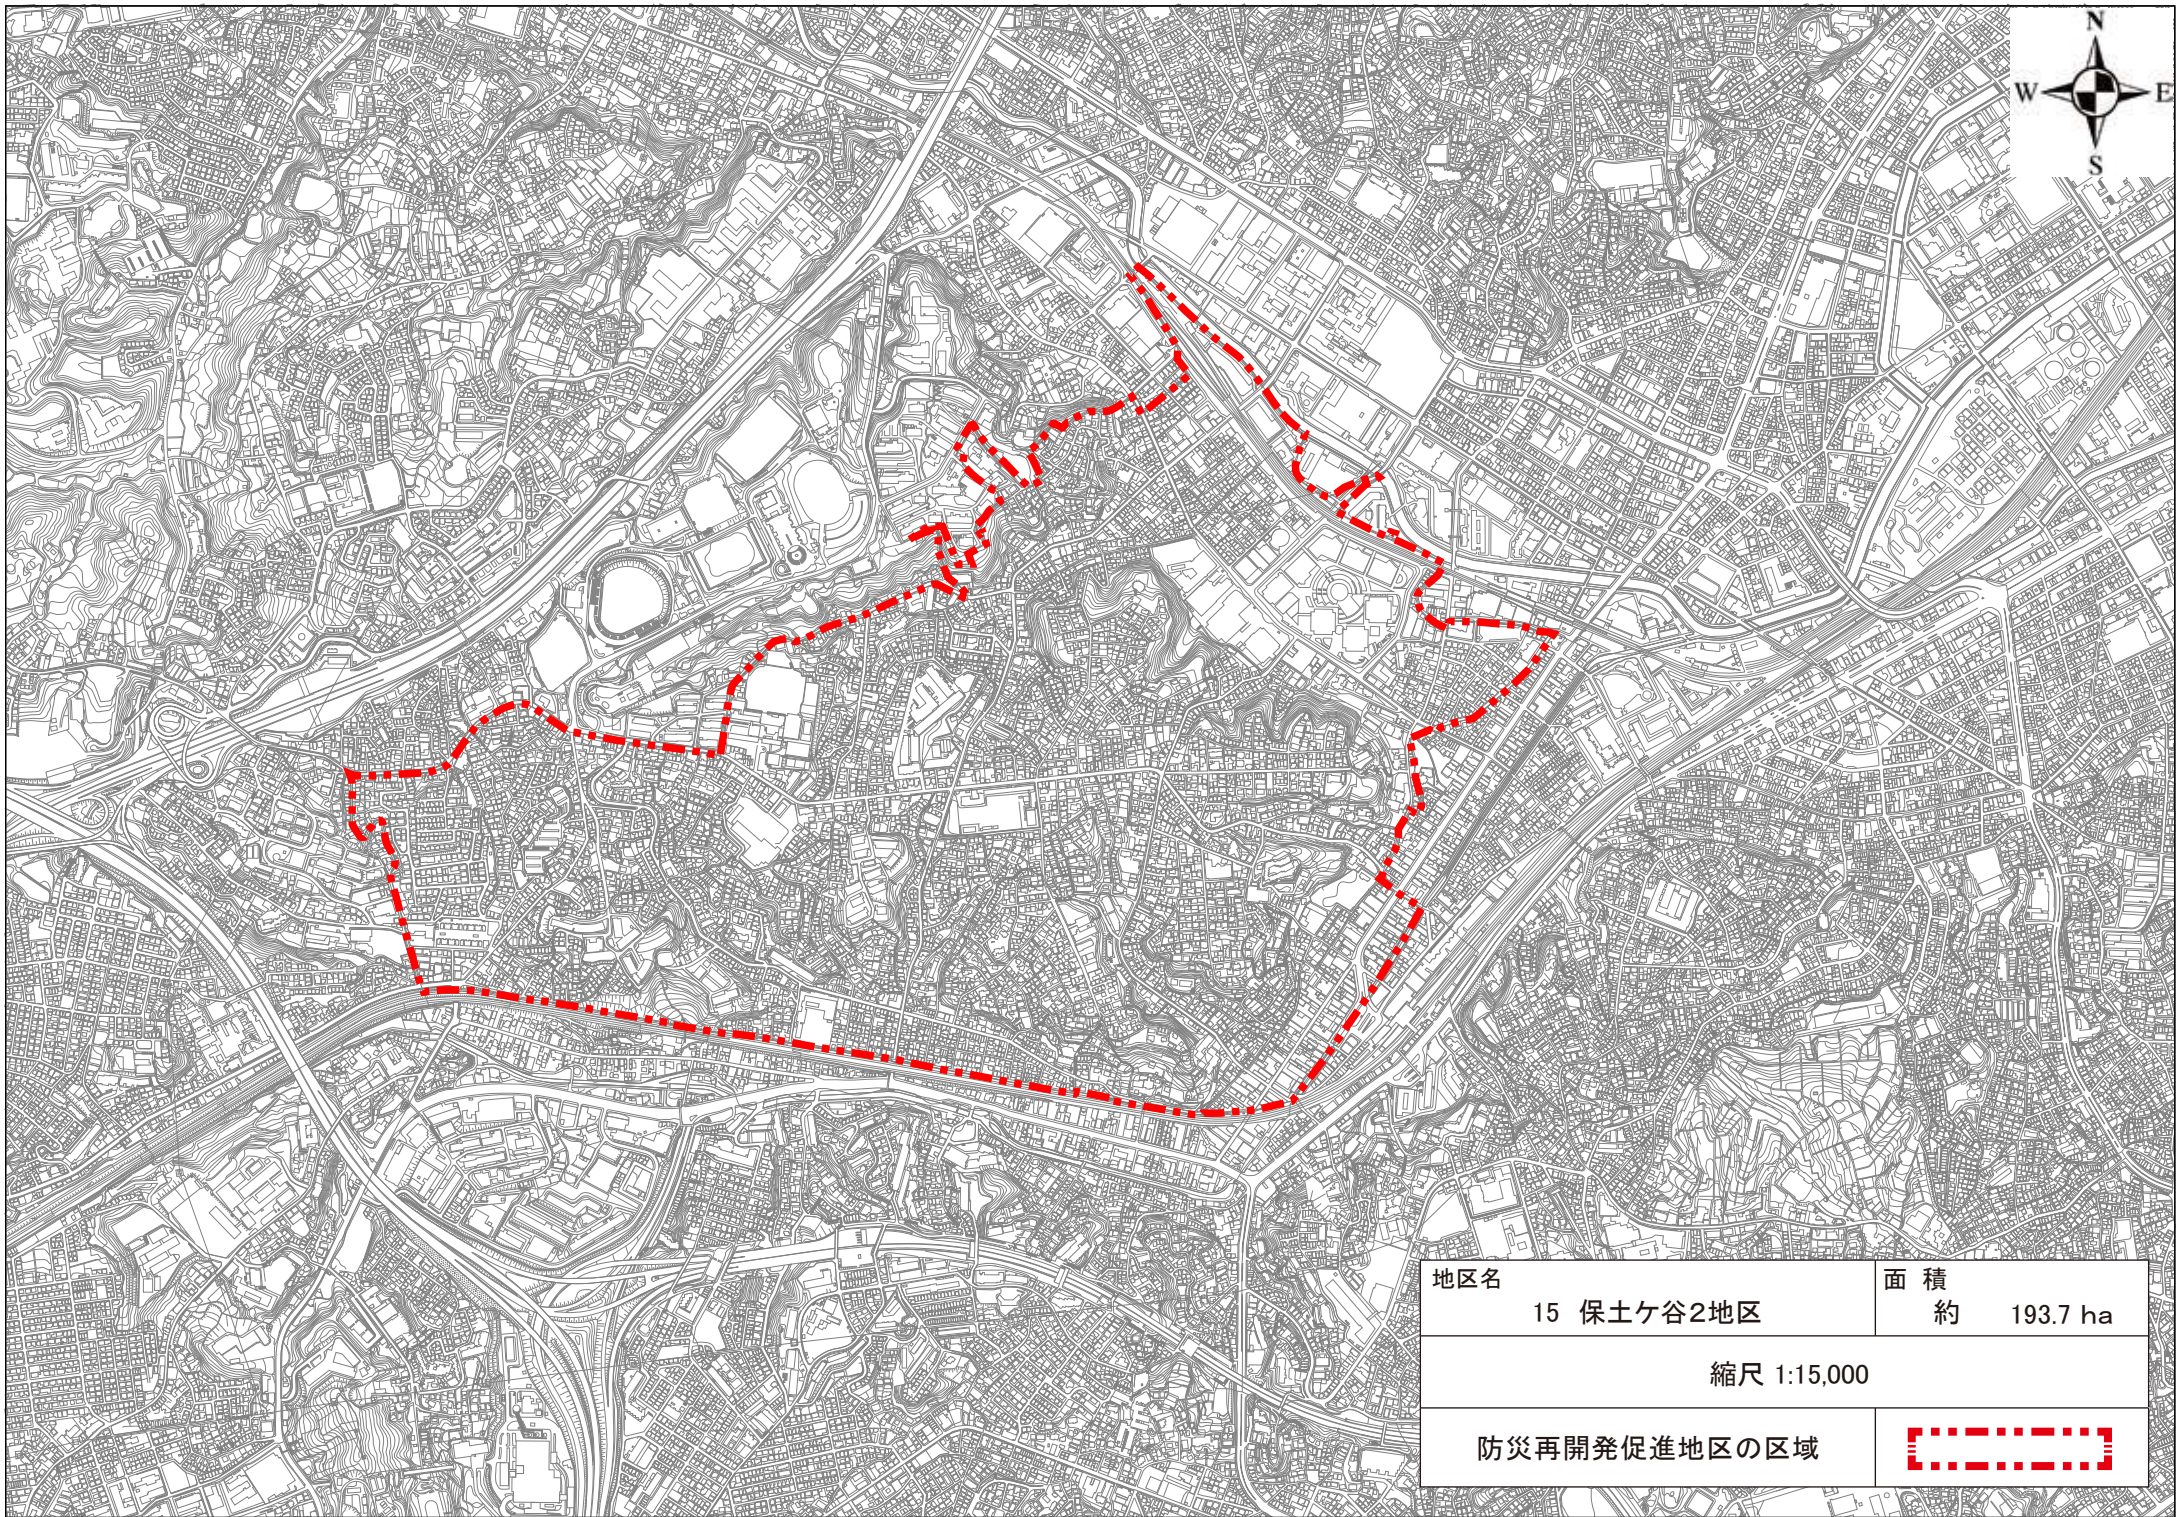 N
W E
S
地区名
15 保土ケ谷2地区
面 積
約 193.7 ha
縮尺 1:15,000
防災再開発促進地区の区域